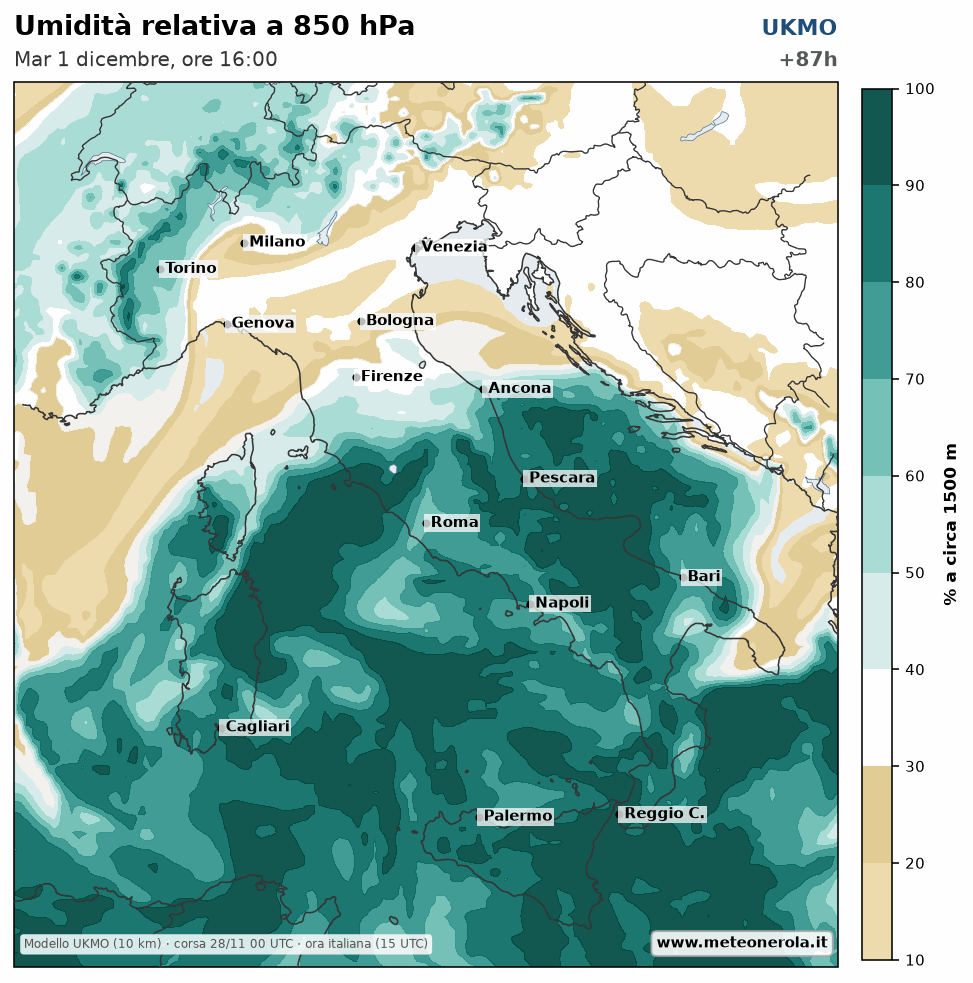 Umidità relativa a 850 hPa
UKMO
Mar 1 dicembre, ore 16:00
+87h
100
90
80
70
60
50
40
30
20
10
% a circa 1500 m
Milano
Venezia
Torino
Genova
Bologna
Firenze
Ancona
Pescara
Roma
Bari
Napoli
Cagliari
Palermo
Reggio C.
Modello UKMO (10 km) · corsa 28/11 00 UTC · ora italiana (15 UTC)
www.meteonerola.it